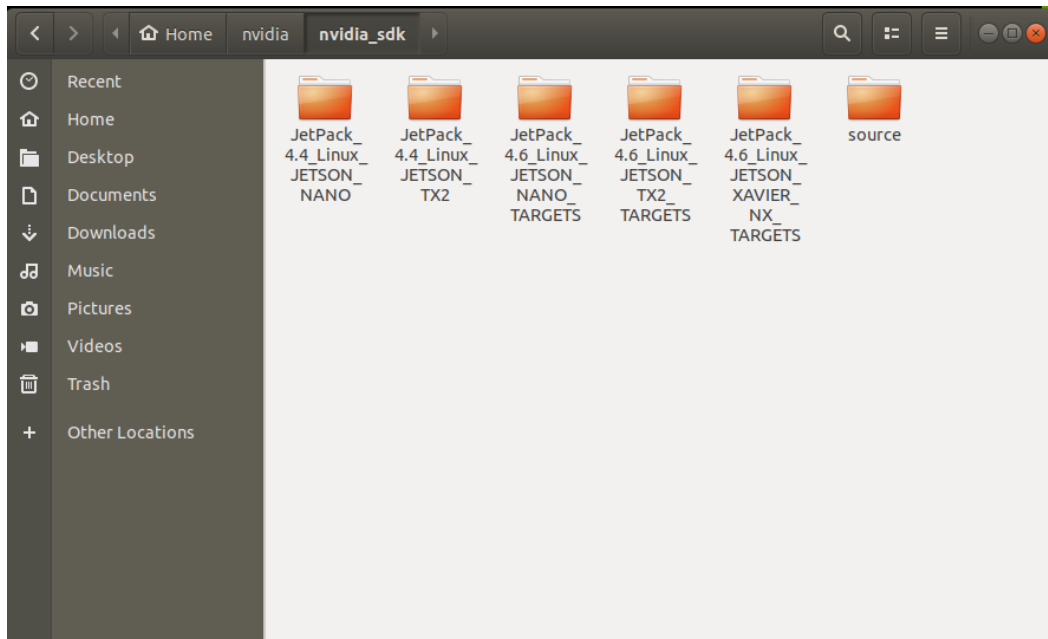 Home nvidia nvidia_sdk
Recent
Home
Desktop
Documents
Downloads
Music
Pictures
Videos
Trash
Other Locations
JetPack_
4.4_Linux_
JETSON_
NANO
JetPack_
4.4_Linux_
JETSON_
TX2
JetPack_
4.6_Linux_
JETSON_
NANO_
TARGETS
JetPack_
4.6_Linux_
JETSON_
TX2_
TARGETS
JetPack_
4.6_Linux_
JETSON_
XAVIER_
NX_
TARGETS
source